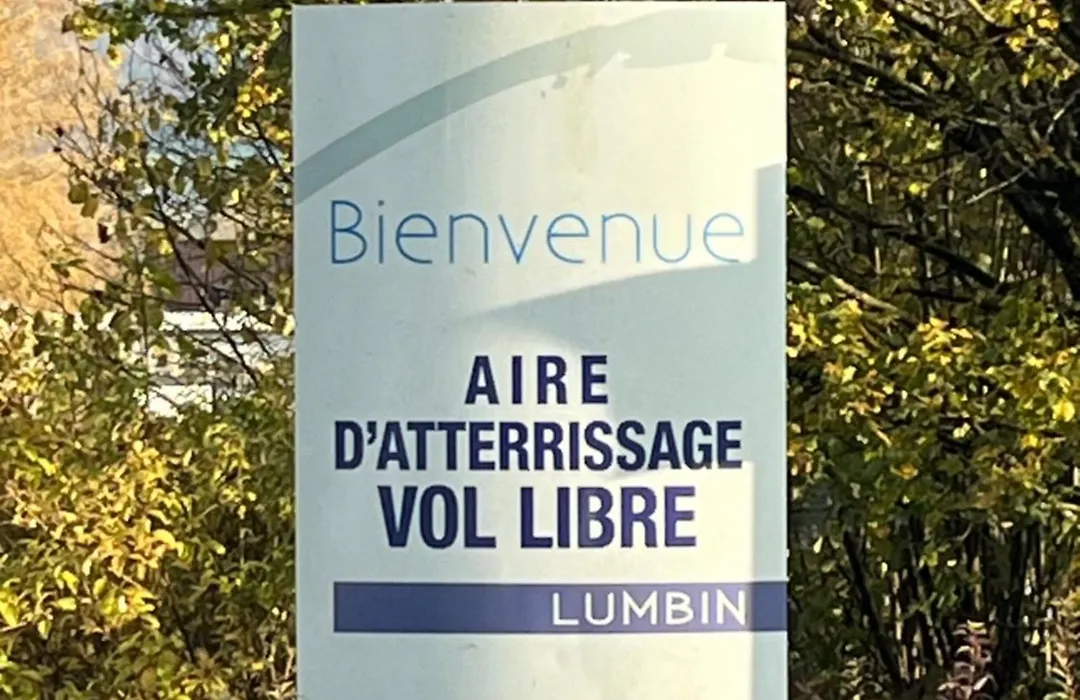 Bienvenue
AIRE
D'ATTERRISSAGE
VOL LIBRE
LUMBIN